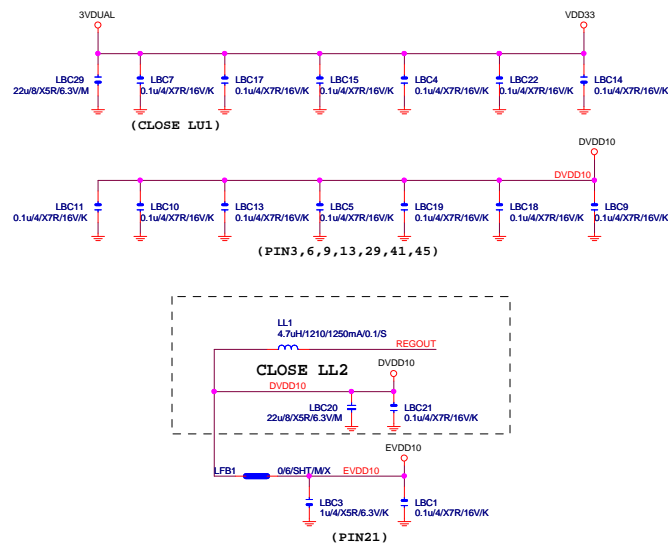 3VDUAL
VDD33
LBC29
22u/8/X5R/6.3V/M
LBC7
0.1u/4/X7R/16V/K
LBC17
0.1u/4/X7R/16V/K
LBC15
0.1u/4/X7R/16V/K
LBC4
0.1u/4/X7R/16V/K
LBC22
0.1u/4/X7R/16V/K
LBC14
0.1u/4/X7R/16V/K
(CLOSE LU1)
DVDD10
DVDD10
LBC11
0.1u/4/X7R/16V/K
LBC10
0.1u/4/X7R/16V/K
LBC13
0.1u/4/X7R/16V/K
LBC5
0.1u/4/X7R/16V/K
LBC19
0.1u/4/X7R/16V/K
LBC18
0.1u/4/X7R/16V/K
LBC9
0.1u/4/X7R/16V/K
(PIN3,6,9,13,29,41,45)
LL1
4.7uH/1210/1250mA/0.1/S
REGOUT
CLOSE LL2
DVDD10
DVDD10
LBC20
22u/8/X5R/6.3V/M
LBC21
0.1u/4/X7R/16V/K
EVDD10
LFB1
0/6/SHT/M/X
EVDD10
LBC3
1u/4/X5R/6.3V/K
LBC1
0.1u/4/X7R/16V/K
(PIN21)